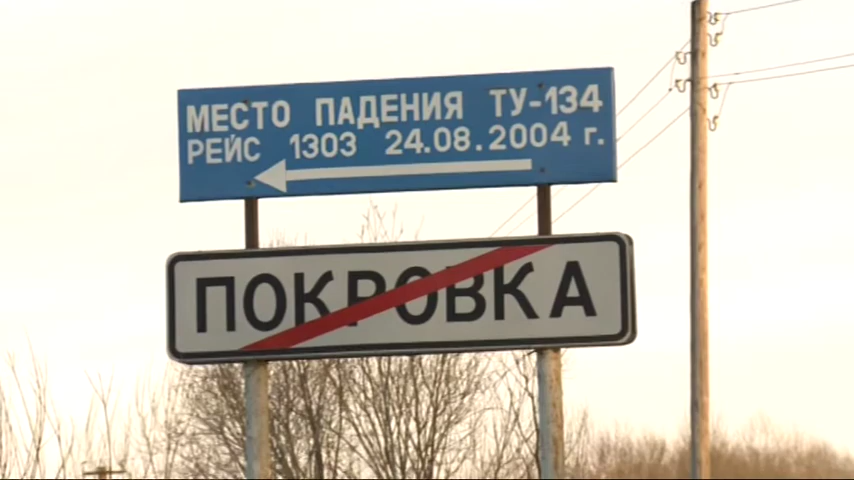 МЕСТО ПАДЕНИЯ ТУ-134
РЕЙС 1303 24.08.2004 г.
ПОКРОВКА